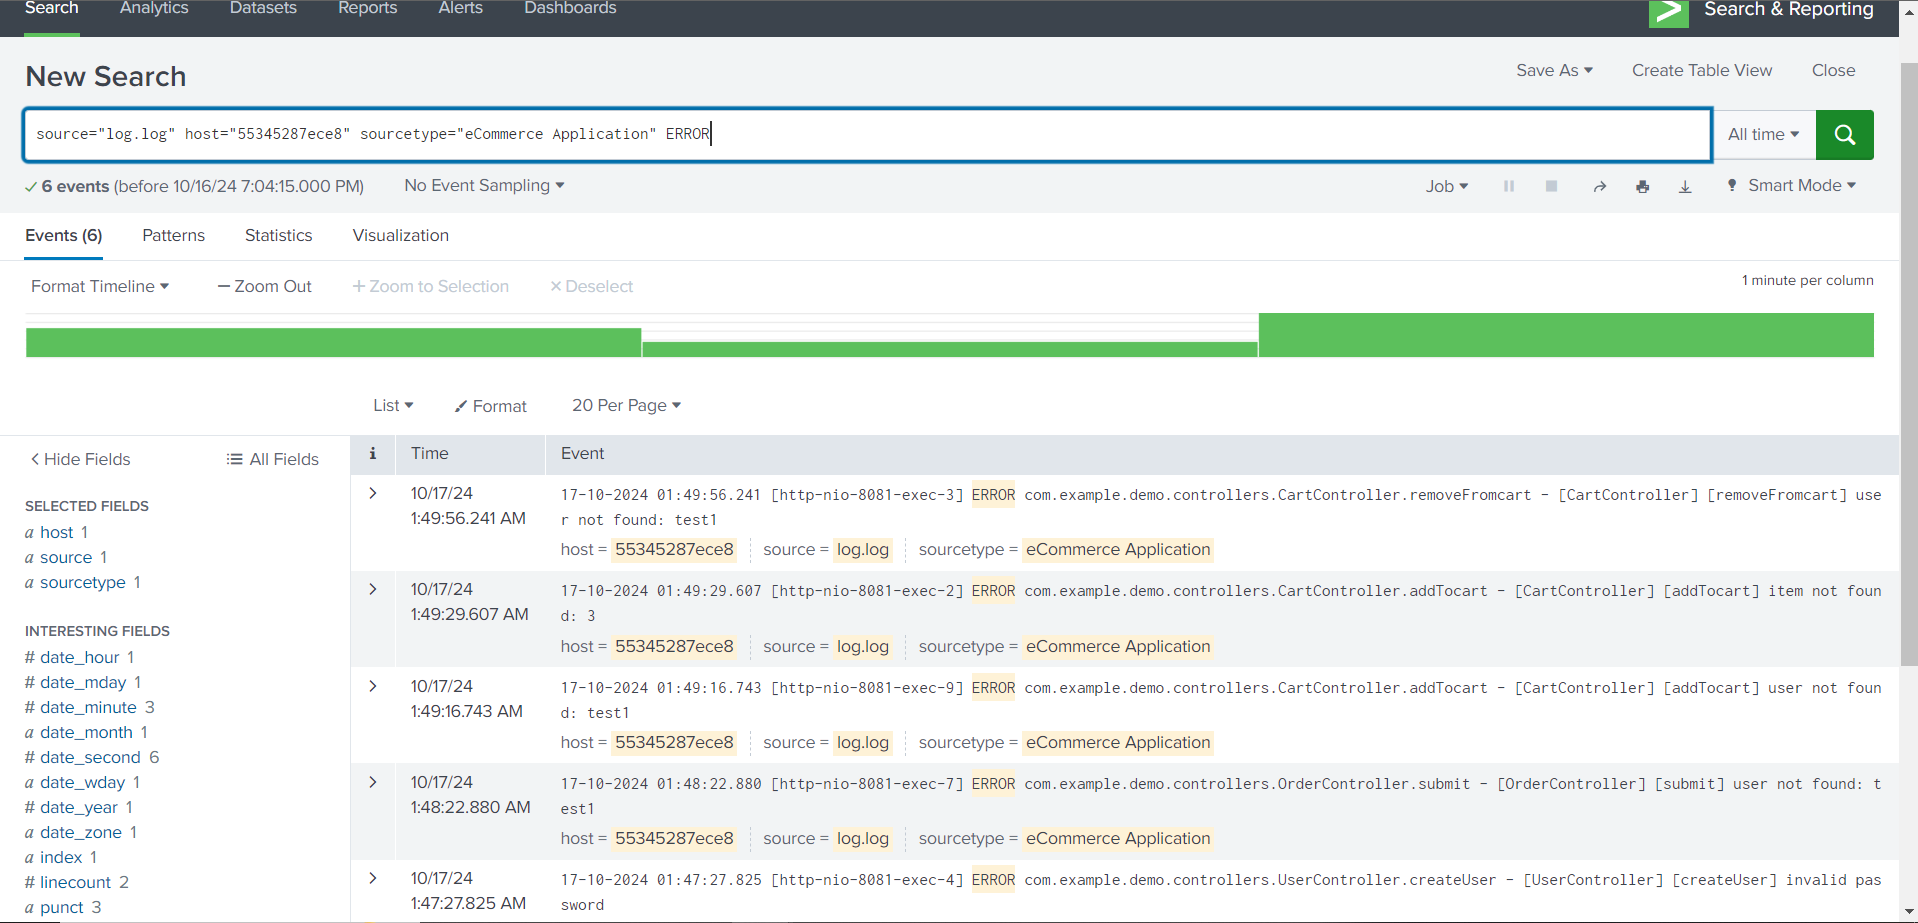 Search Analytics Datasets Reports Alerts Dashboards Search & Reporting
New Search
Save As Create Table View Close
source="log.log" host="55345287ece8" sourcetype="eCommerce Application" ERROR
All time
6 events (before 10/16/24 7:04:15.000 PM) No Event Sampling Job Smart Mode
Events (6) Patterns Statistics Visualization
Format Timeline — Zoom Out + Zoom to Selection × Deselect
1 minute per column
List Format 20 Per Page
Hide Fields All Fields
SELECTED FIELDS
a host 1
a source 1
a sourcetype 1
INTERESTING FIELDS
# date_hour 1
# date_mday 1
# date_minute 3
a date_month 1
# date_second 6
a date_wday 1
# date_year 1
a date_zone 1
a index 1
# linecount 2
a punct 3
i Time Event
10/17/24
1:49:56.241 AM
17-10-2024 01:49:56.241 [http-nio-8081-exec-3] ERROR com.example.demo.controllers.CartController.removeFromcart - [CartController] [removeFromcart] use
r not found: test1
host = 55345287ece8 source = log.log sourcetype = eCommerce Application
10/17/24
1:49:29.607 AM
17-10-2024 01:49:29.607 [http-nio-8081-exec-2] ERROR com.example.demo.controllers.CartController.addTocart - [CartController] [addTocart] item not foun
d: 3
host = 55345287ece8 source = log.log sourcetype = eCommerce Application
10/17/24
1:49:16.743 AM
17-10-2024 01:49:16.743 [http-nio-8081-exec-9] ERROR com.example.demo.controllers.CartController.addTocart - [CartController] [addTocart] user not foun
d: test1
host = 55345287ece8 source = log.log sourcetype = eCommerce Application
10/17/24
1:48:22.880 AM
17-10-2024 01:48:22.880 [http-nio-8081-exec-7] ERROR com.example.demo.controllers.OrderController.submit - [OrderController] [submit] user not found: t
est1
host = 55345287ece8 source = log.log sourcetype = eCommerce Application
10/17/24
1:47:27.825 AM
17-10-2024 01:47:27.825 [http-nio-8081-exec-4] ERROR com.example.demo.controllers.UserController.createUser - [UserController] [createUser] invalid pas
sword